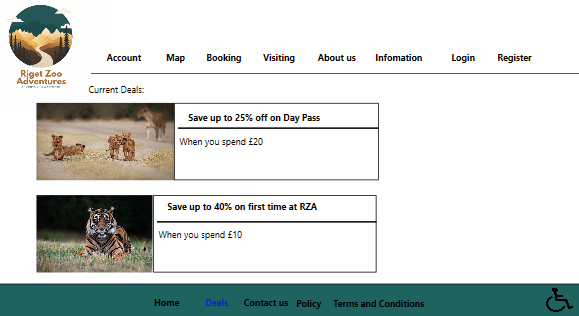 Riget Zoo
Adventures
Account Map Booking Visiting About us Infomation Login Register
Current Deals:
Save up to 25% off on Day Pass
When you spend £20
Save up to 40% on first time at RZA
When you spend £10
Home Deals Contact us Policy Terms and Conditions